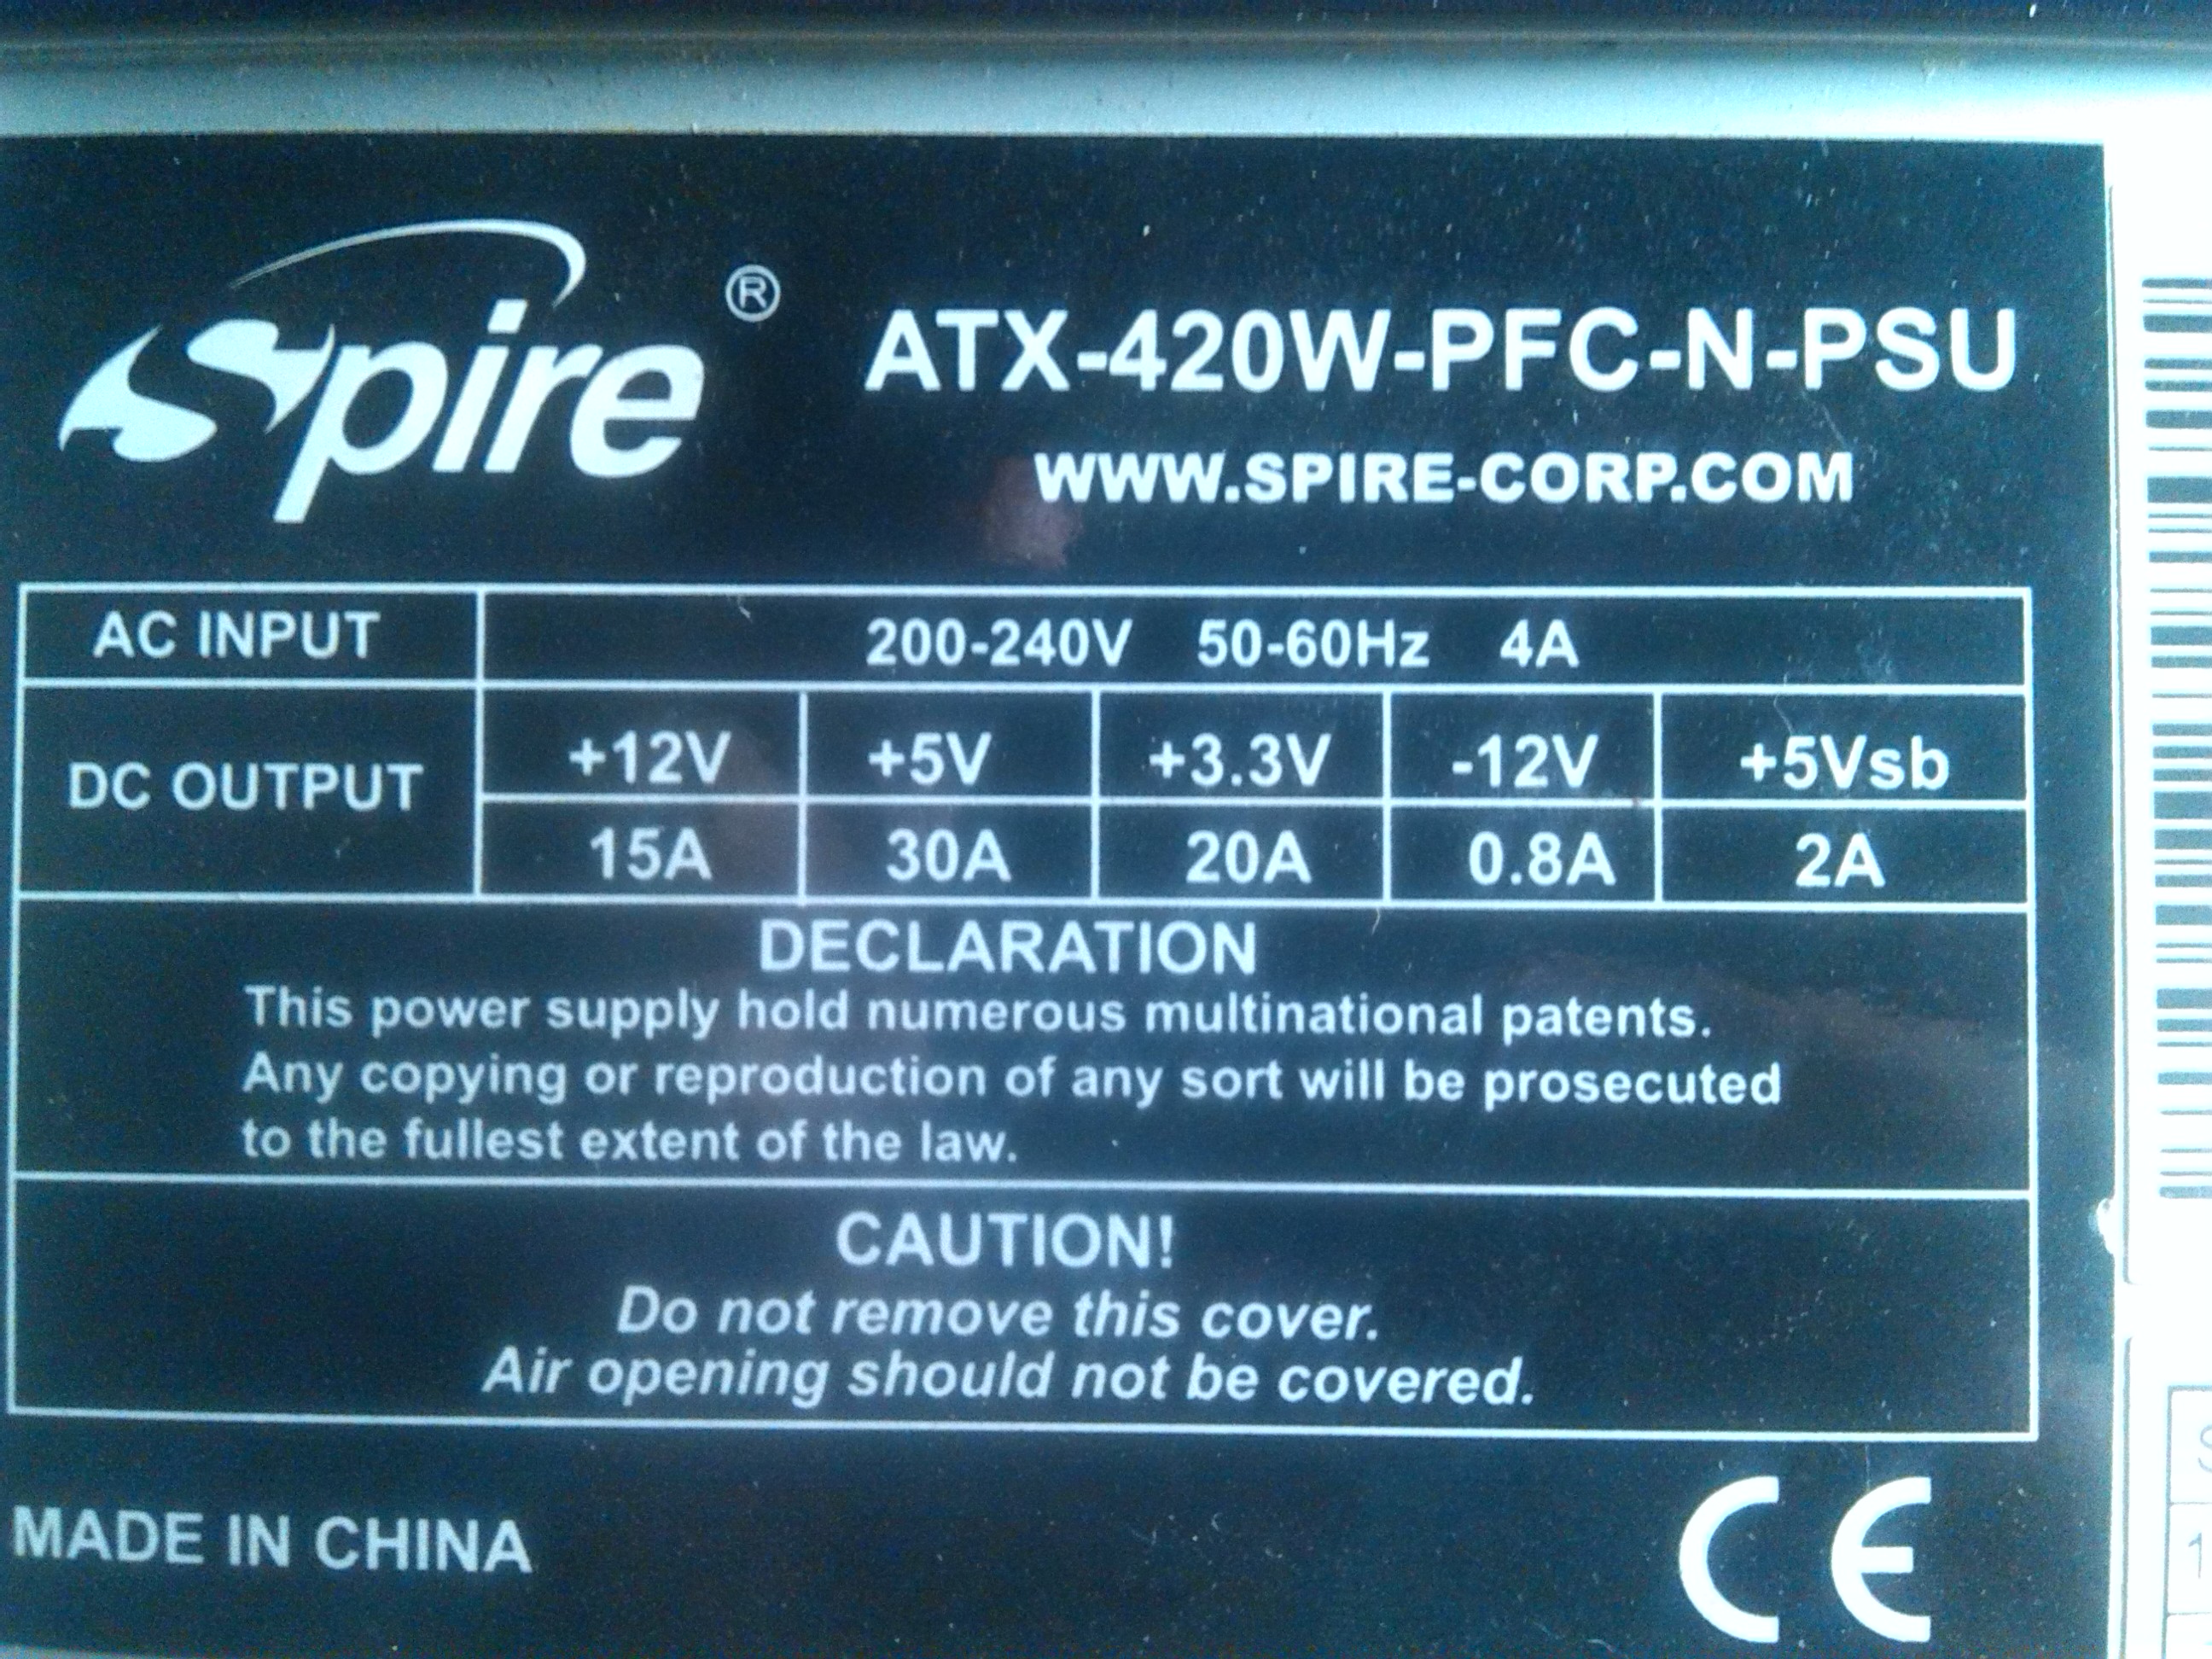 Spire®
ATX-420W-PFC-N-PSU
WWW.SPIRE-CORP.COM
AC INPUT 200-240V 50-60Hz 4A
DC OUTPUT
+12V +5V +3.3V -12V +5Vsb
15A 30A 20A 0.8A 2A
DECLARATION
This power supply hold numerous multinational patents.
Any copying or reproduction of any sort will be prosecuted
to the fullest extent of the law.
CAUTION!
Do not remove this cover.
Air opening should not be covered.
MADE IN CHINA
CE